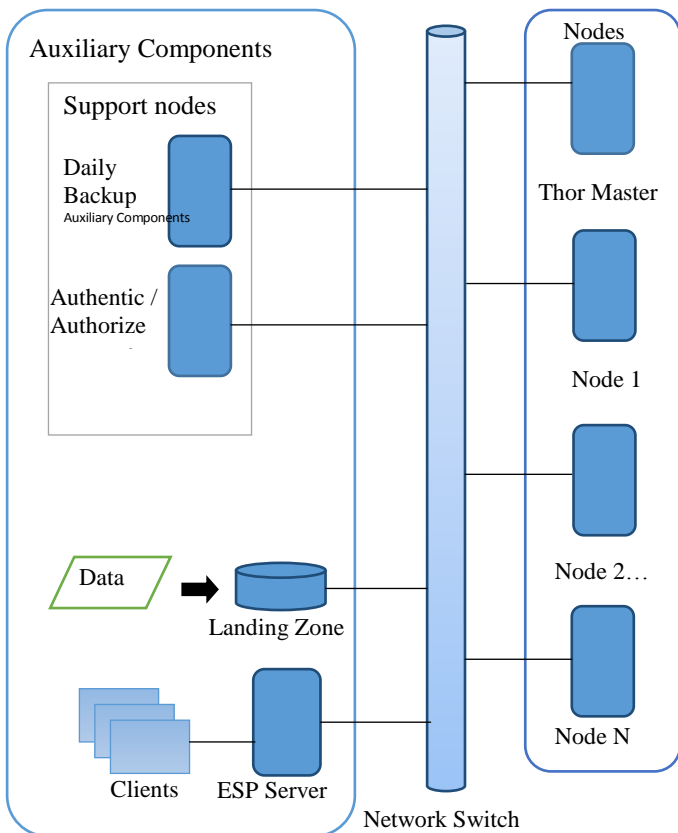 Auxiliary Components
Support nodes
Daily
Backup
Auxiliary Components
Authentic /
Authorize
Data
Landing Zone
Clients
ESP Server
Network Switch
Nodes
Thor Master
Node 1
Node 2…
Node N